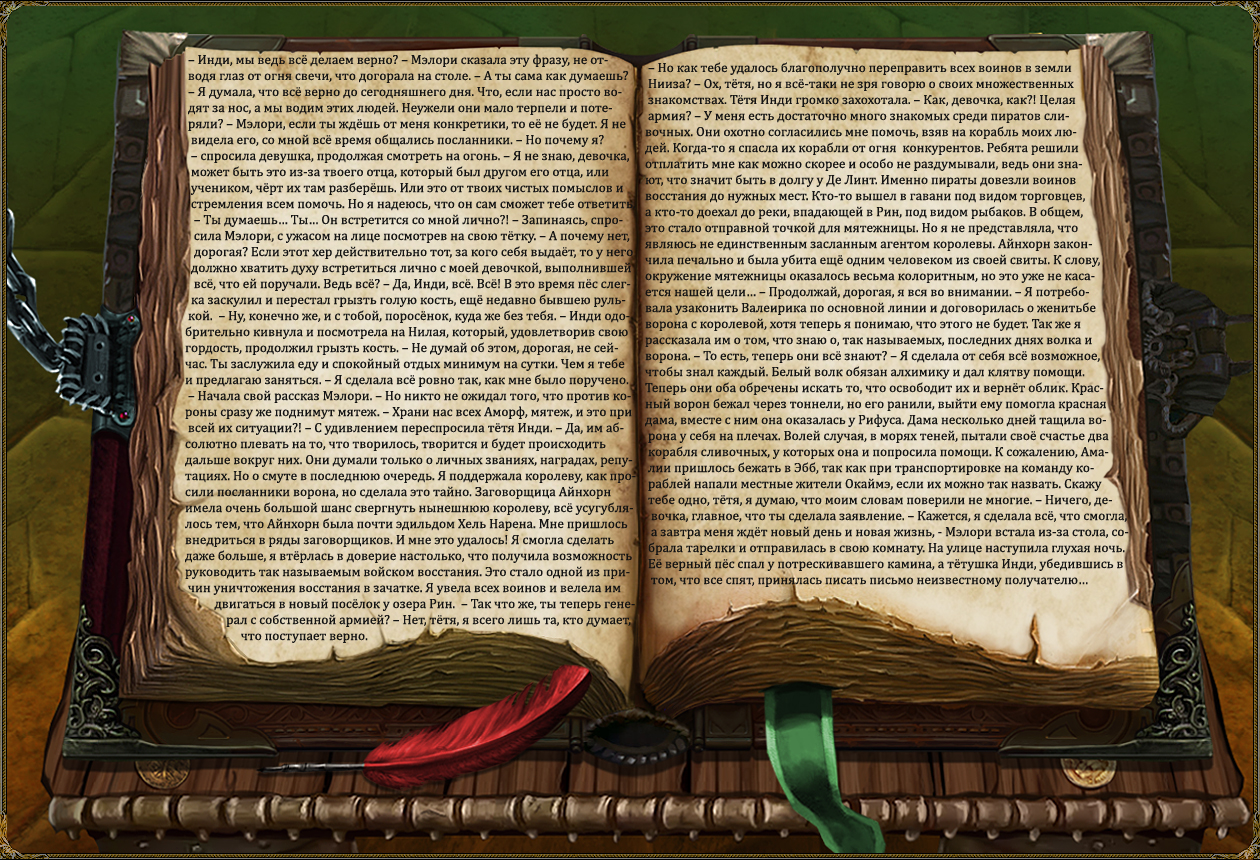 – Инди, мы ведь всё делаем верно? – Мэлори сказала эту фразу, не от-
водя глаз от огня свечи, что догорала на столе. – А ты сама как думаешь?
– Я думала, что всё верно до сегодняшнего дня. Что, если нас просто во-
дят за нос, а мы водим этих людей. Неужели они мало терпели и поте-
ряли? – Мэлори, если ты ждёшь от меня конкретики, то её не будет. Я не
видела его, со мной всё время общались посланники. – Но почему я?
– спросила девушка, продолжая смотреть на огонь. – Я не знаю, девочка,
может быть это из-за твоего отца, который был другом его отца, или
учеником, чёрт их там разберёшь. Или это от твоих чистых помыслов и
стремления всем помочь. Но я надеюсь, что он сам сможет тебе ответить
– Ты думаешь... Ты... Он встретится со мной лично?! – Запинаясь, спро-
сила Мэлори, с ужасом на лице посмотрев на свою тётку. – А почему нет,
дорогая? Если этот хер действительно тот, за кого себя выдаёт, то у него
должно хватить духу встретиться лично с моей девочкой, выполнившей
всё, что ей поручали. Ведь всё? – Да, Инди, всё. Всё! В это время пёс слег-
ка заскулил и перестал грызть голую кость, ещё недавно бывшею руль-
кой.  – Ну, конечно же, и с тобой, поросёнок, куда же без тебя. – Инди одо-
брительно кивнула и посмотрела на Нилая, который, удовлетворив свою
гордость, продолжил грызть кость. – Не думай об этом, дорогая, не сей-
час. Ты заслужила еду и спокойный отдых минимум на сутки. Чем я тебе
и предлагаю заняться. – Я сделала всё ровно так, как мне было поручено.
– Начала свой рассказ Мэлори. – Но никто не ожидал того, что против ко-
роны сразу же поднимут мятеж. – Храни нас всех Аморф, мятеж, и это при
всей их ситуации?! – С удивлением переспросила тётя Инди. – Да, им аб-
солютно плевать на то, что творилось, творится и будет происходить
дальше вокруг них. Они думали только о личных званиях, наградах, репу-
тациях. Но о смуте в последнюю очередь. Я поддержала королеву, как про-
сили посланники ворона, но сделала это тайно. Заговорщица Айнхорн
имела очень большой шанс свергнуть нынешнюю королеву, всё усугубля-
лось тем, что Айнхорн была почти эдильдом Хель Нарена. Мне пришлось
внедриться в ряды заговорщиков. И мне это удалось! Я смогла сделать
даже больше, я втёрлась в доверие настолько, что получила возможность
руководить так называемым войском восстания. Это стало одной из при-
чин уничтожения восстания в зачатке. Я увела всех воинов и велела им
двигаться в новый посёлок у озера Рин.  – Так что же, ты теперь гене-
рал с собственной армией? – Нет, тётя, я всего лишь та, кто думает,
что поступает верно.
– Но как тебе удалось благополучно переправить всех воинов в земли
Нииза? – Ох, тётя, но я всё-таки не зря говорю о своих множественных
знакомствах. Тётя Инди громко захохотала. – Как, девочка, как?! Целая
армия? – У меня есть достаточно много знакомых среди пиратов сли-
вочных. Они охотно согласились мне помочь, взяв на корабль моих лю-
дей. Когда-то я спасла их корабли от огня  конкурентов. Ребята решили
отплатить мне как можно скорее и особо не раздумывали, ведь они зна-
ют, что значит быть в долгу у Де Линт. Именно пираты довезли воинов
восстания до нужных мест. Кто-то вышел в гавани под видом торговцев,
а кто-то доехал до реки, впадающей в Рин, под видом рыбаков. В общем,
это стало отправной точкой для мятежницы. Но я не представляла, что
являюсь не единственным засланным агентом королевы. Айнхорн закон-
чила печально и была убита ещё одним человеком из своей свиты. К слову,
окружение мятежницы оказалось весьма колоритным, но это уже не каса-
ется нашей цели... – Продолжай, дорогая, я вся во внимании. – Я потребо-
вала узаконить Валеирика по основной линии и договорилась о женитьбе
ворона с королевой, хотя теперь я понимаю, что этого не будет. Так же я
рассказала им о том, что знаю о, так называемых, последних днях волка и
ворона. – То есть, теперь они всё знают? – Я сделала от себя всё возможное,
чтобы знал каждый. Белый волк обязан алхимику и дал клятву помощи.
Теперь они оба обречены искать то, что освободит их и вернёт облик. Крас-
ный ворон бежал через тоннели, но его ранили, выйти ему помогла красная
дама, вместе с ним она оказалась у Рифуса. Дама несколько дней тащила во-
рона у себя на плечах. Волей случая, в морях теней, пытали своё счастье два
корабля сливочных, у которых она и попросила помощи. К сожалению, Ама-
лии пришлось бежать в Эбб, так как при транспортировке на команду ко-
раблей напали местные жители Окаймэ, если их можно так назвать. Скажу
тебе одно, тётя, я думаю, что моим словам поверили не многие. – Ничего, де-
вочка, главное, что ты сделала заявление. – Кажется, я сделала всё, что смогла,
а завтра меня ждёт новый день и новая жизнь, - Мэлори встала из-за стола, со-
брала тарелки и отправилась в свою комнату. На улице наступила глухая ночь.
Её верный пёс спал у потрескивавшего камина, а тётушка Инди, убедившись в
том, что все спят, принялась писать письмо неизвестному получателю...